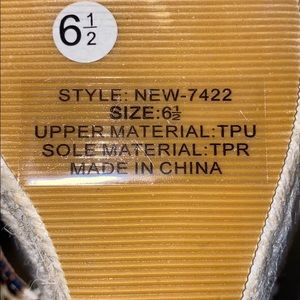 6½
STYLE: NEW-7422
SIZE:6½
UPPER MATERIAL:TPU
SOLE MATERIAL:TPR
MADE IN CHINA